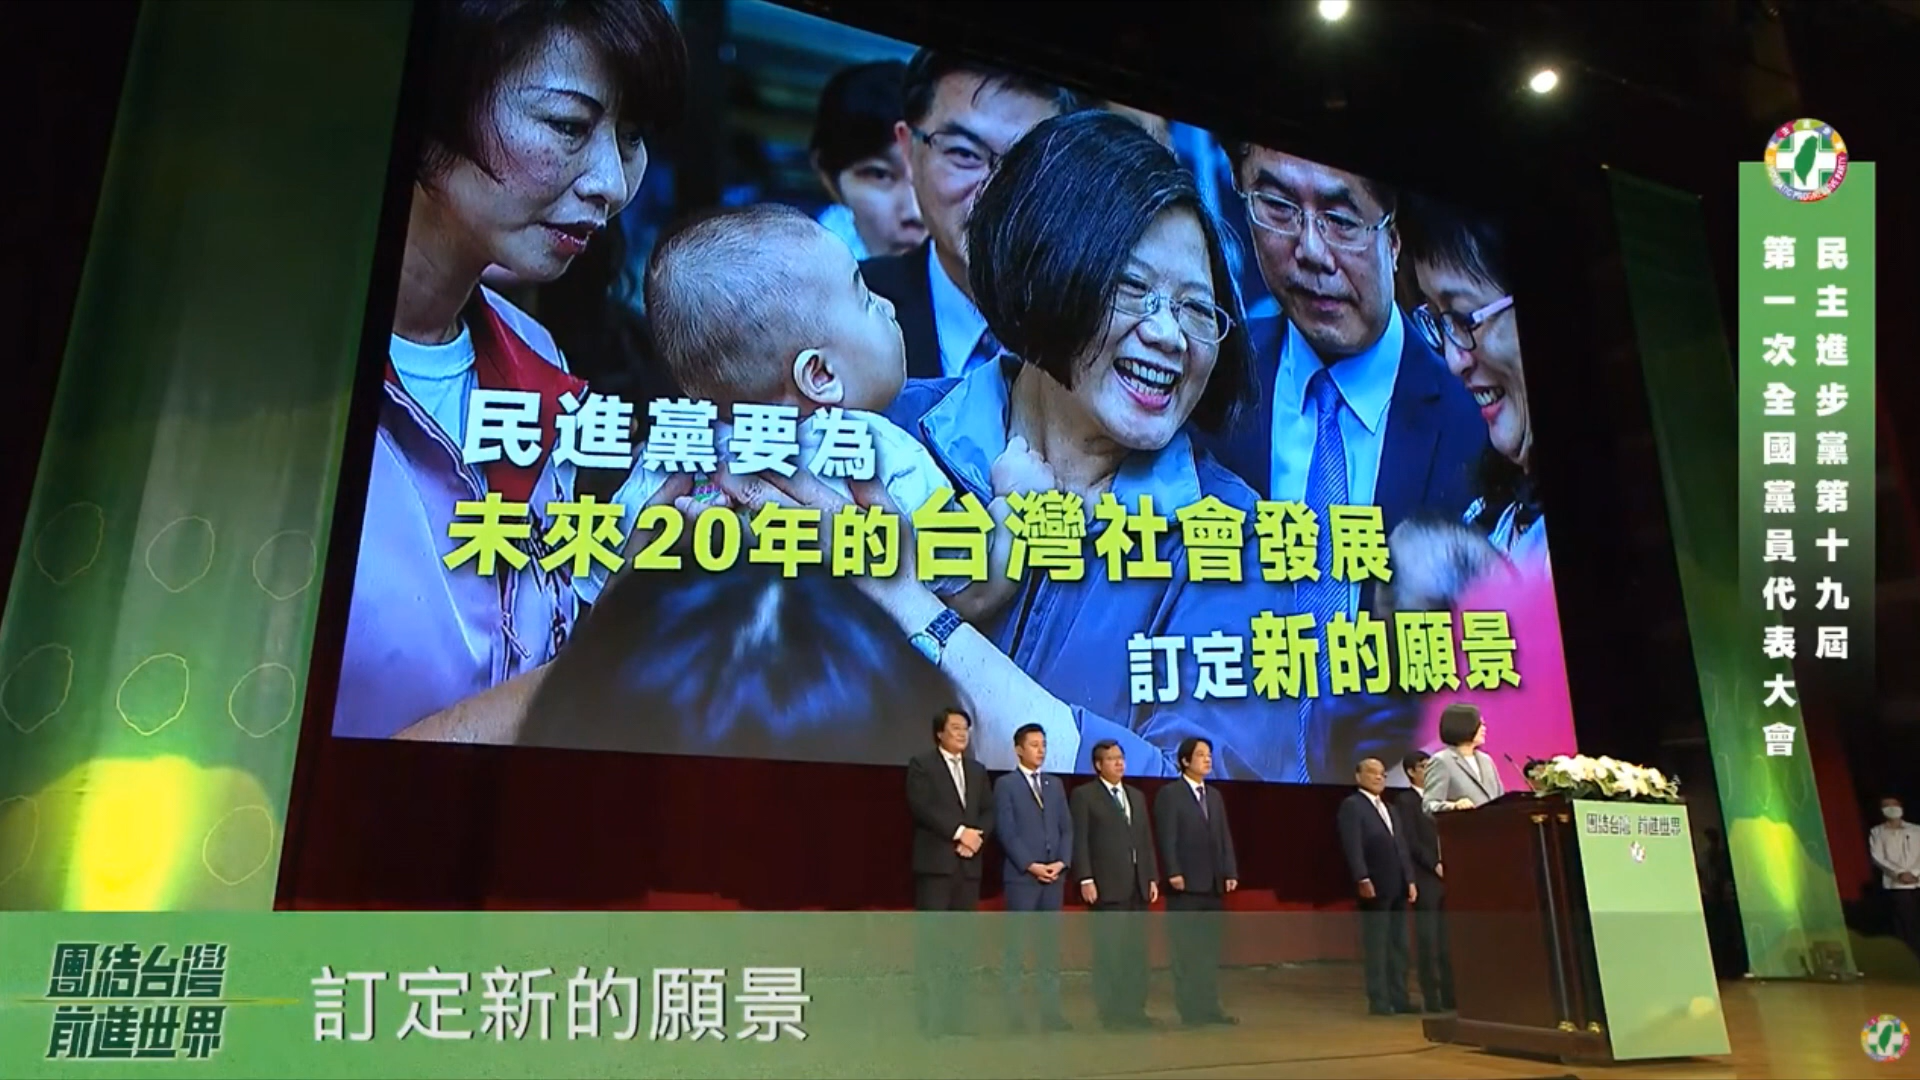 民進黨要為
未來20年的台灣社會發展
訂定新的願景
民主進步黨第十九屆
第一次全國黨員代表大會
團結台灣 前進世界
團結台灣
前進世界
訂定新的願景